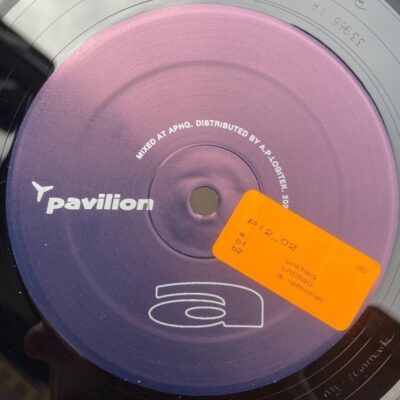 MIXED AT APHQ. DISTRIBUTED BY A.P.LOGITEK.
pavilion
P12_02
a untitled
b1 untitled
b2 a, reformat
a